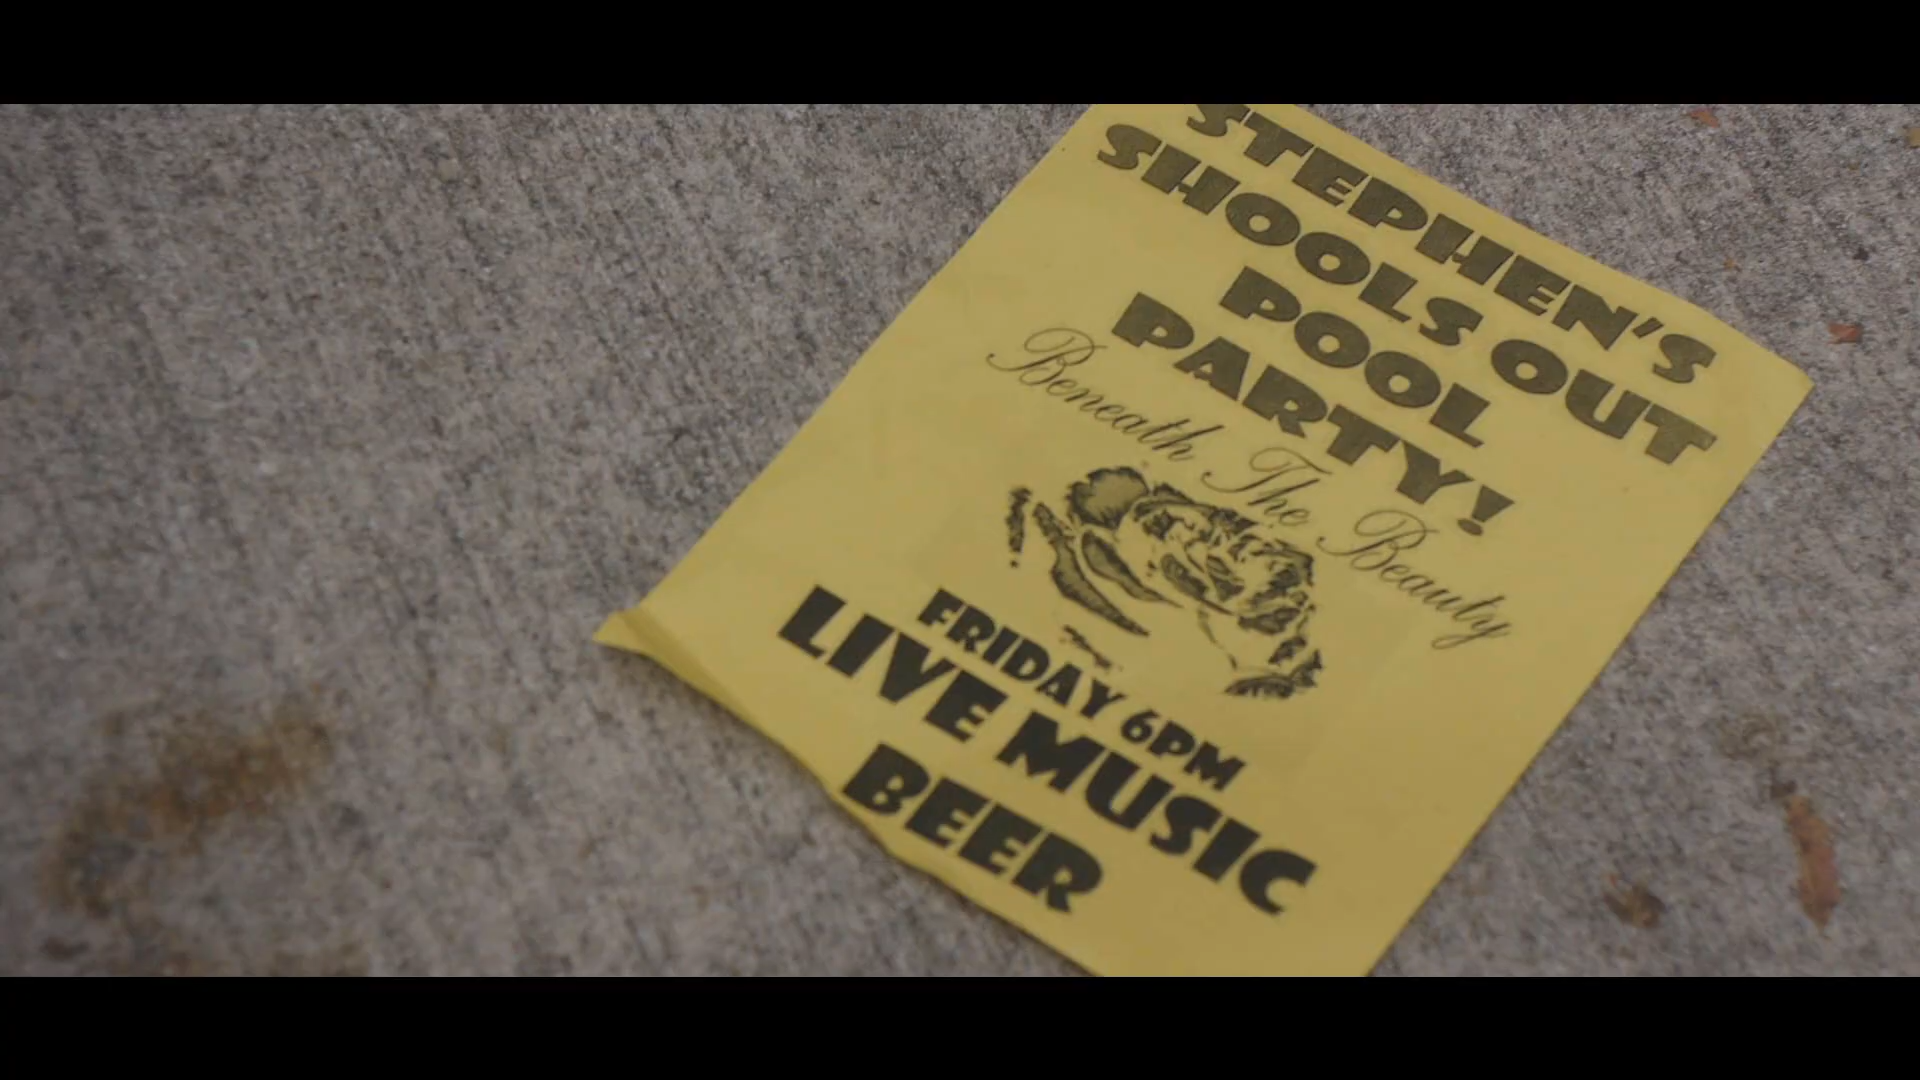 STEPHEN'S
SHOOLS OUT
POOL
PARTY!
Beneath The Beauty
FRIDAY 6PM
LIVE MUSIC
BEER